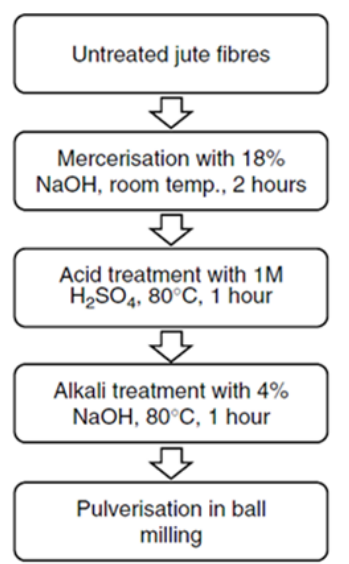 Untreated jute fibres
Mercerisation with 18%
NaOH, room temp., 2 hours
Acid treatment with 1M
H₂SO₄, 80°C, 1 hour
Alkali treatment with 4%
NaOH, 80°C, 1 hour
Pulverisation in ball
milling